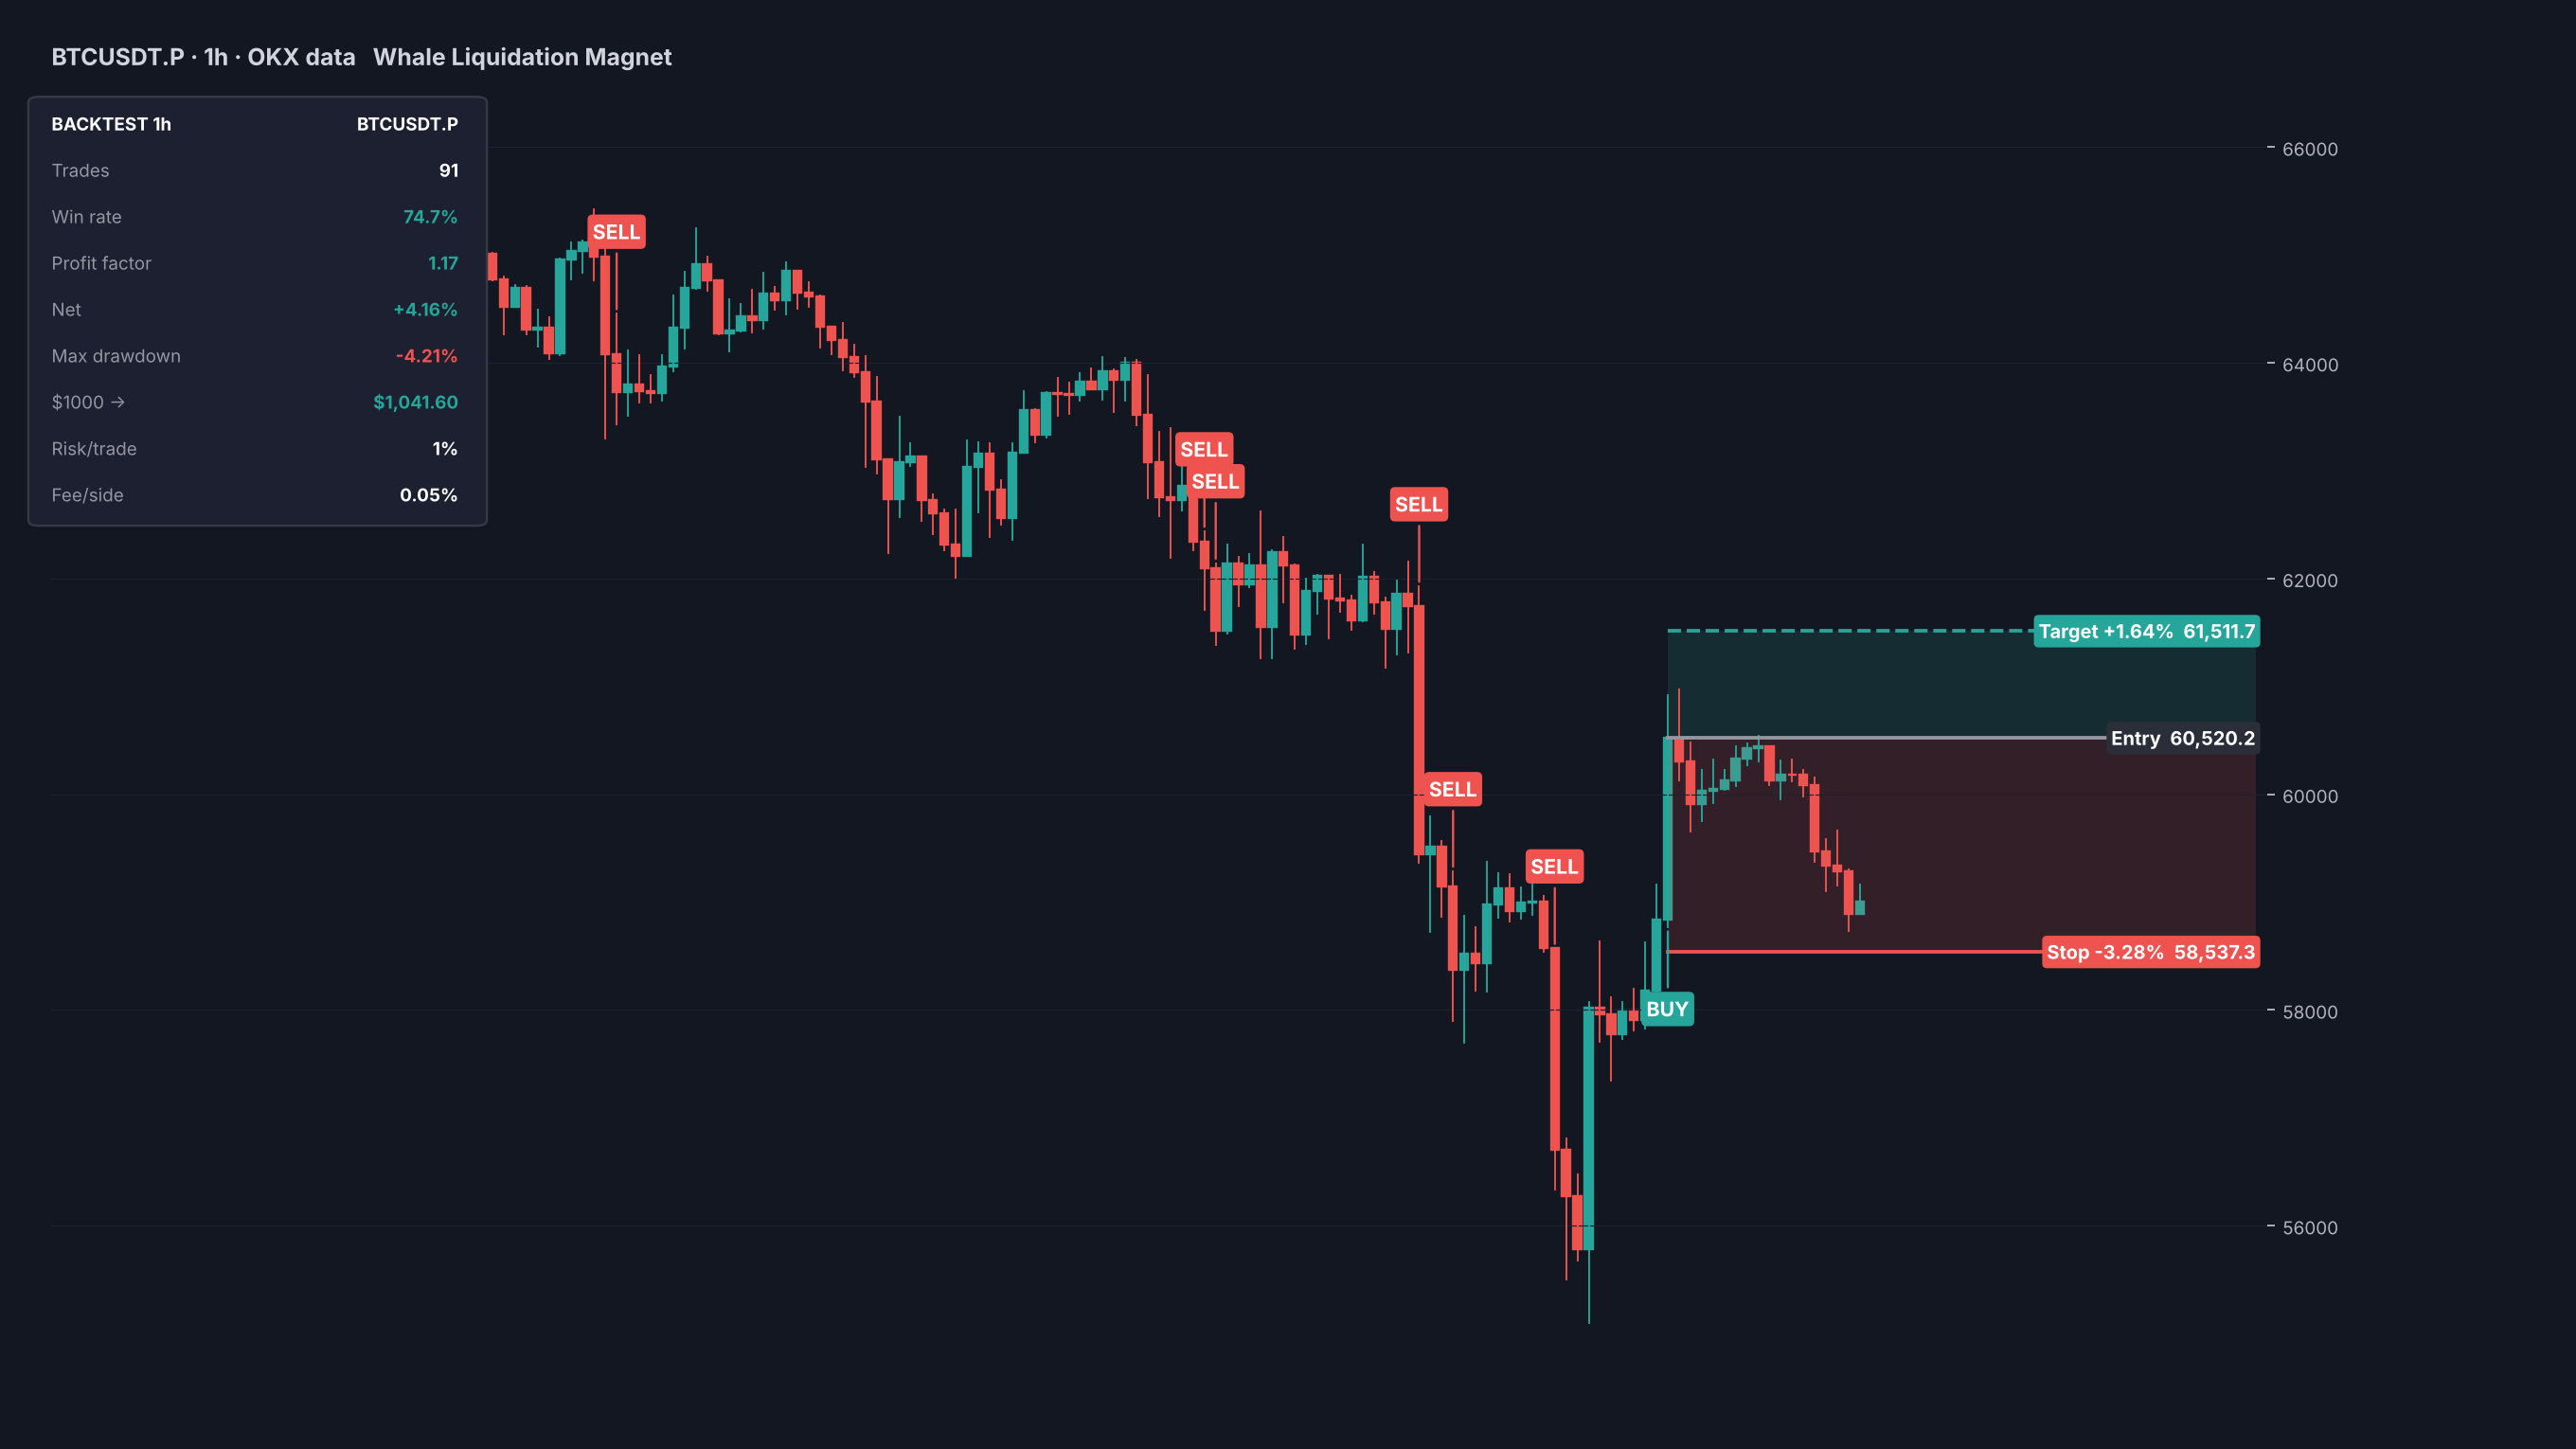 BTCUSDT.P · 1h · OKX data Whale Liquidation Magnet
BACKTEST 1h BTCUSDT.P
Trades 91
Win rate 74.7%
Profit factor 1.17
Net +4.16%
Max drawdown -4.21%
$1000 → $1,041.60
Risk/trade 1%
Fee/side 0.05%
66000
SELL
64000
SELL
SELL
SELL
62000
Target +1.64% 61,511.7
Entry 60,520.2
SELL
60000
SELL
Stop -3.28% 58,537.3
BUY
58000
56000